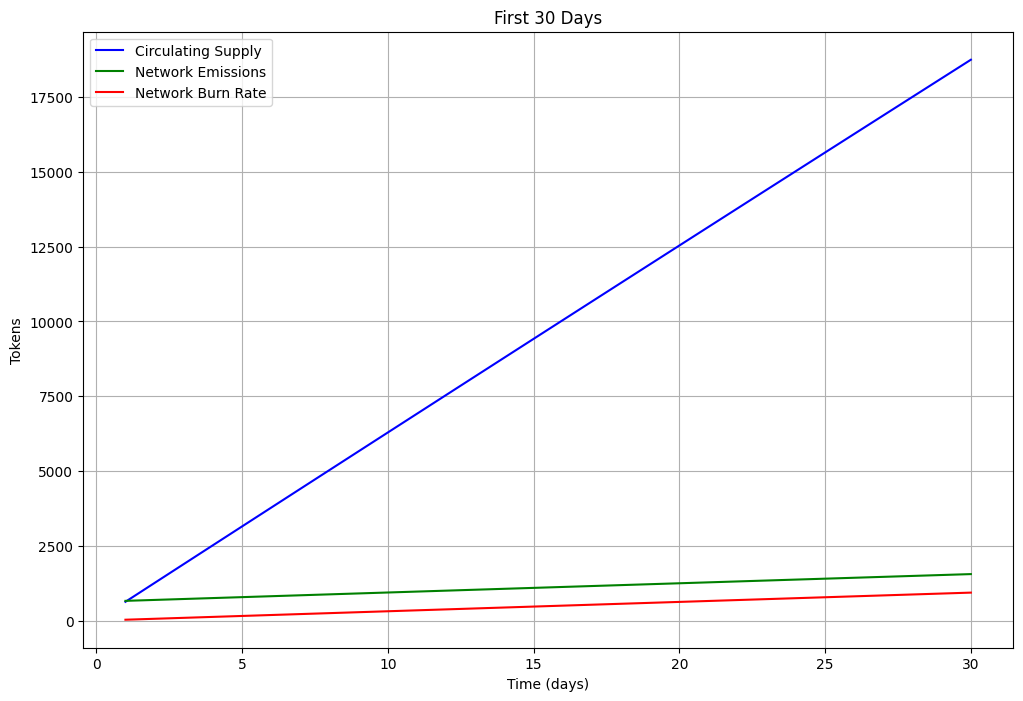 First 30 Days
Circulating Supply
Network Emissions
Network Burn Rate
17500
15000
12500
10000
7500
5000
2500
0
Tokens
0 5 10 15 20 25 30
Time (days)